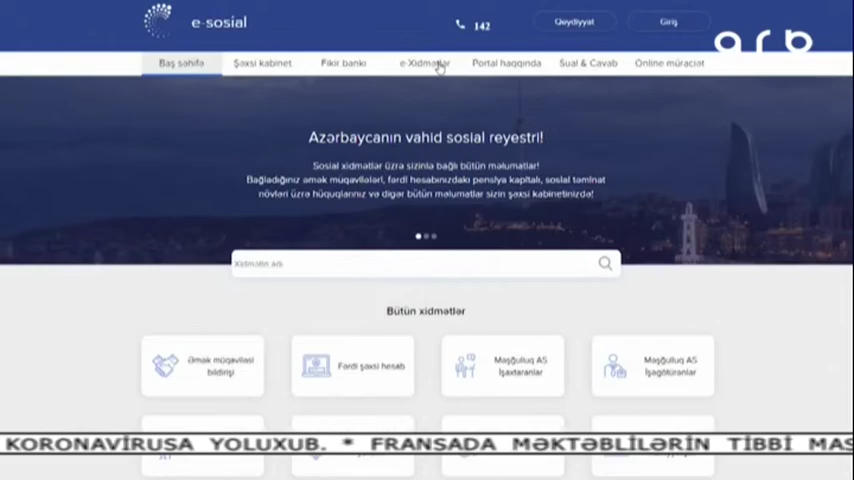 e-sosial
142
Qeydiyyat
Giriş
arb
Baş səhifə
Şəxsi kabinet
Fikir bankı
e-Xidmətlər
Portal haqqında
Sual & Cavab
Online müraciət
Azərbaycanın vahid sosial reyestri!
Sosial xidmətlər üzrə sizinlə bağlı bütün məlumatlar!
Bağladığınız əmək müqavilələri, fərdi hesabınızdakı pensiya kapitalı, sosial təminat
növləri üzrə hüquqlarınız və digər bütün məlumatlar sizin şəxsi kabinetinizdə!
Xidmətin adı
Bütün xidmətlər
Əmək müqaviləsi
bildirişi
Fərdi şəxsi hesab
Məşğulluq AS
İşaxtaranlar
Məşğulluq AS
İşəgötürənlər
KORONAVİRUSA YOLUXUB. * FRANSADA MƏKTƏBLİLƏRİN TİBBİ MAS